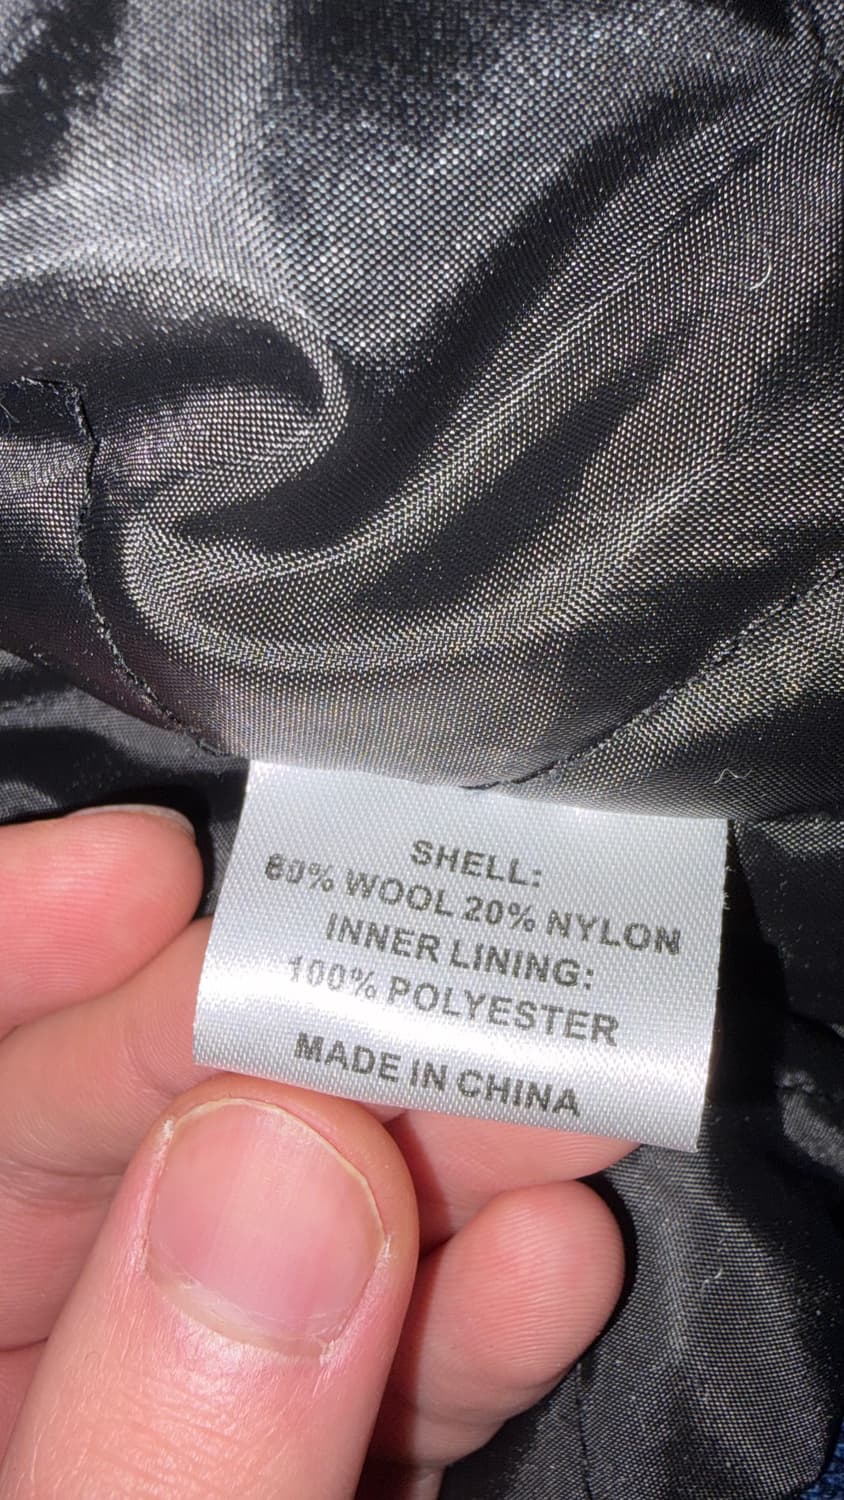 SHELL:
80% WOOL 20% NYLON
INNER LINING:
100% POLYESTER
MADE IN CHINA